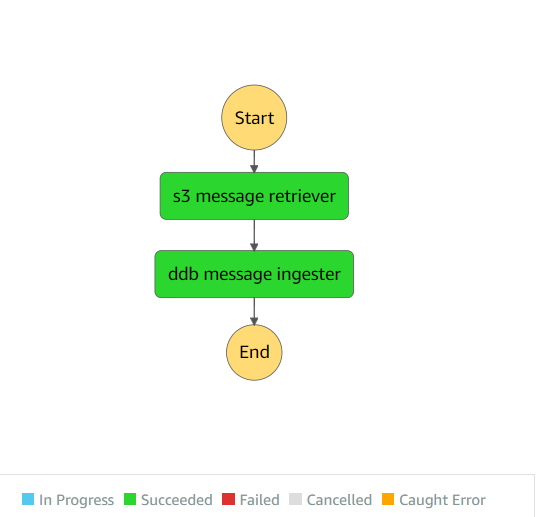 Start
s3 message retriever
ddb message ingester
End
In Progress Succeeded Failed Cancelled Caught Error